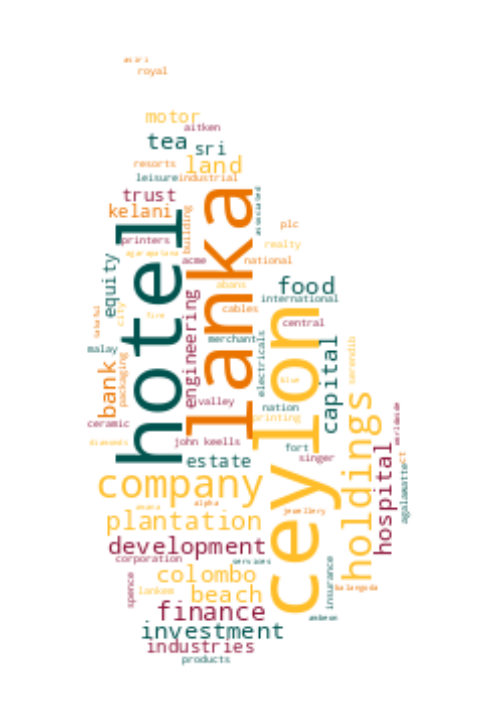 asiri
royal
motor
aitken
tea
sri
resorts
land
leisure
industrial
trust
kelani
building
associated
hotel
lanka
plc
printers
realty
agarapatana
acme
national
equity
abans
food
international
city
fire
cables
engineering
central
malay
merchant
electricals
ceylon
capital
serendib
packaging
bank
blue
valley
nation
printing
ceramic
holdings
diamonds
john keells
fort
hospital
estate
singer
agalawatte
ct
company
alpha
jewellery
plantation
development
corporation
services
colombo
insurance
spence
lankem
beach
balangoda
finance
investment
industries
products